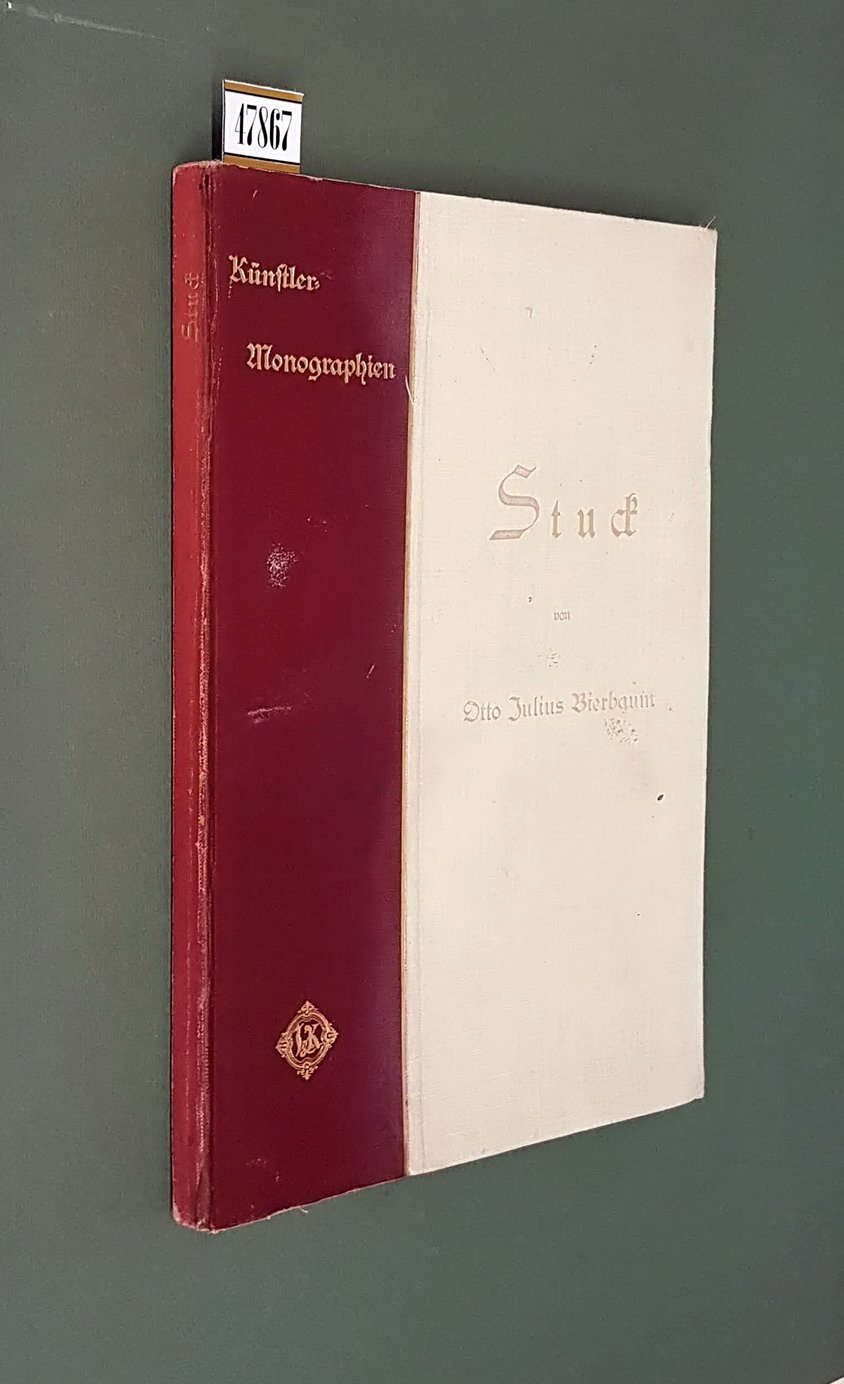 47867
Stuck
Künstler-
Monographien
Stuck
von
Otto Julius Bierbaum
V&K